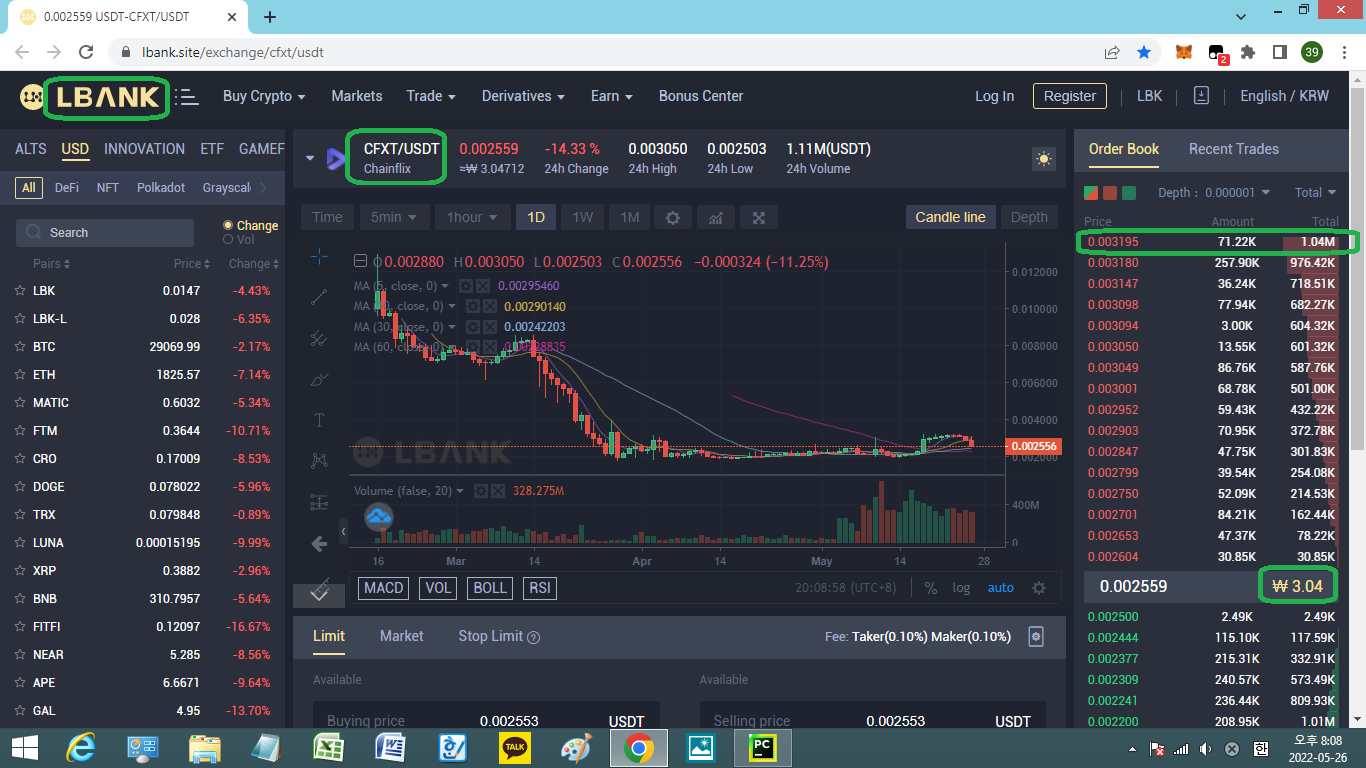 0.002559 USDT-CFXT/USDT
lbank.site/exchange/cfxt/usdt
2
39
LBANK
Buy Crypto
Markets
Trade
Derivatives
Earn
Bonus Center
Log In
Register
LBK
English / KRW
ALTS USD INNOVATION ETF GAMEF
All DeFi NFT Polkadot Grayscal
Search
Change
Vol
Pairs Price Change
LBK 0.0147 -4.43%
LBK-L 0.028 -6.35%
BTC 29069.99 -2.17%
ETH 1825.57 -7.14%
MATIC 0.6032 -5.34%
FTM 0.3644 -10.71%
CRO 0.17009 -8.53%
DOGE 0.078022 -5.96%
TRX 0.079848 -0.89%
LUNA 0.00015195 -9.99%
XRP 0.3882 -2.96%
BNB 310.7957 -5.64%
FITFI 0.12097 -16.67%
NEAR 5.285 -8.56%
APE 6.6671 -9.64%
GAL 4.95 -13.70%
CFXT/USDT 0.002559 -14.33 % 0.003050 0.002503 1.11M(USDT)
Chainflix ≈₩ 3.04712 24h Change 24h High 24h Low 24h Volume
Time 5min 1hour 1D 1W 1M Candle line Depth
O 0.002880 H 0.003050 L 0.002503 C 0.002556 −0.000324 (−11.25%)
MA (5, close, 0) 0.00295460
MA (10, close, 0) 0.00290140
MA (30, close, 0) 0.00242203
MA (60, close, 0) 0.00228835
0.012000
0.010000
0.008000
0.006000
0.004000
0.002556
0.002000
LBANK
Volume (false, 20) 328.275M
400M
0
16 Mar 14 Apr 14 May 14 28
MACD VOL BOLL RSI 20:08:58 (UTC+8) % log auto
Limit Market Stop Limit Fee: Taker(0.10%) Maker(0.10%)
Available Available
Buying price 0.002553 USDT Selling price 0.002553 USDT
Order Book Recent Trades
Depth : 0.000001 Total
Price Amount Total
0.003195 71.22K 1.04M
0.003180 257.90K 976.42K
0.003147 36.24K 718.51K
0.003098 77.94K 682.27K
0.003094 3.00K 604.32K
0.003050 13.55K 601.32K
0.003049 86.76K 587.76K
0.003001 68.78K 501.00K
0.002952 59.43K 432.22K
0.002903 70.95K 372.78K
0.002847 47.75K 301.83K
0.002799 39.54K 254.08K
0.002750 52.09K 214.53K
0.002701 84.21K 162.44K
0.002653 47.37K 78.22K
0.002604 30.85K 30.85K
0.002559 ₩ 3.04
0.002500 2.49K 2.49K
0.002444 115.10K 117.59K
0.002377 215.31K 332.91K
0.002309 240.57K 573.49K
0.002241 236.44K 809.93K
0.002200 208.95K 1.01M
TALK
PC
한
오후 8:08
2022-05-26